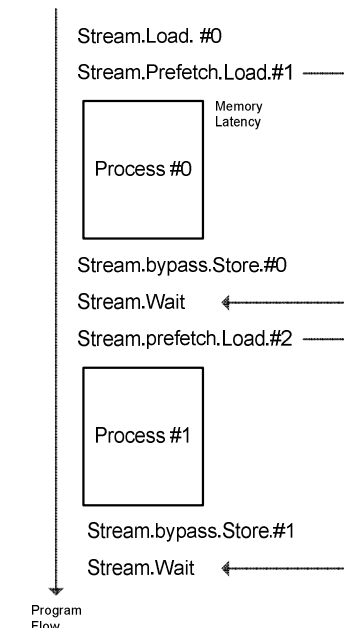 Stream.Load. #0
Stream.Prefetch.Load.#1
Memory
Latency
Process #0
Stream.bypass.Store.#0
Stream.Wait
Stream.prefetch.Load.#2
Process #1
Stream.bypass.Store.#1
Stream.Wait
Program
Flow